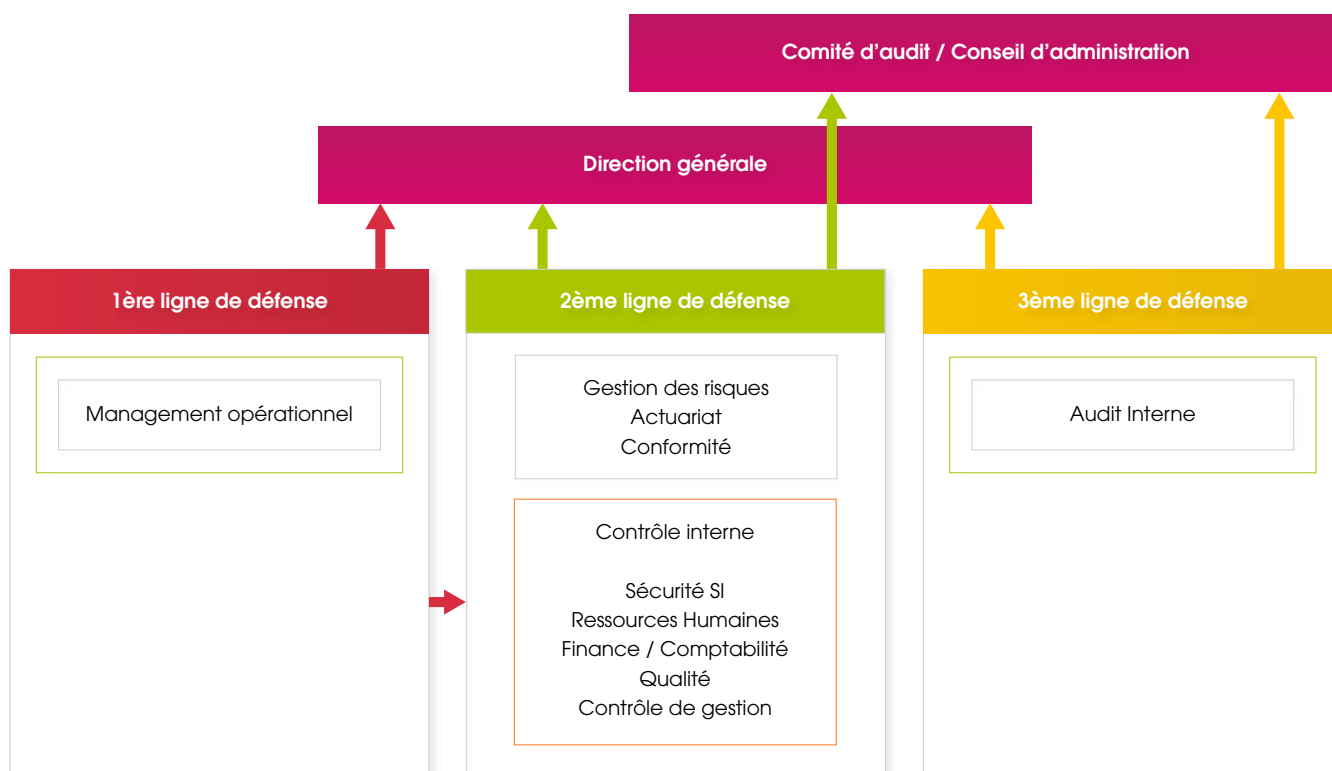 Comité d’audit / Conseil d’administration
Direction générale
1ère ligne de défense
Management opérationnel
2ème ligne de défense
Gestion des risques
Actuariat
Conformité
Contrôle interne
Sécurité SI
Ressources Humaines
Finance / Comptabilité
Qualité
Contrôle de gestion
3ème ligne de défense
Audit Interne